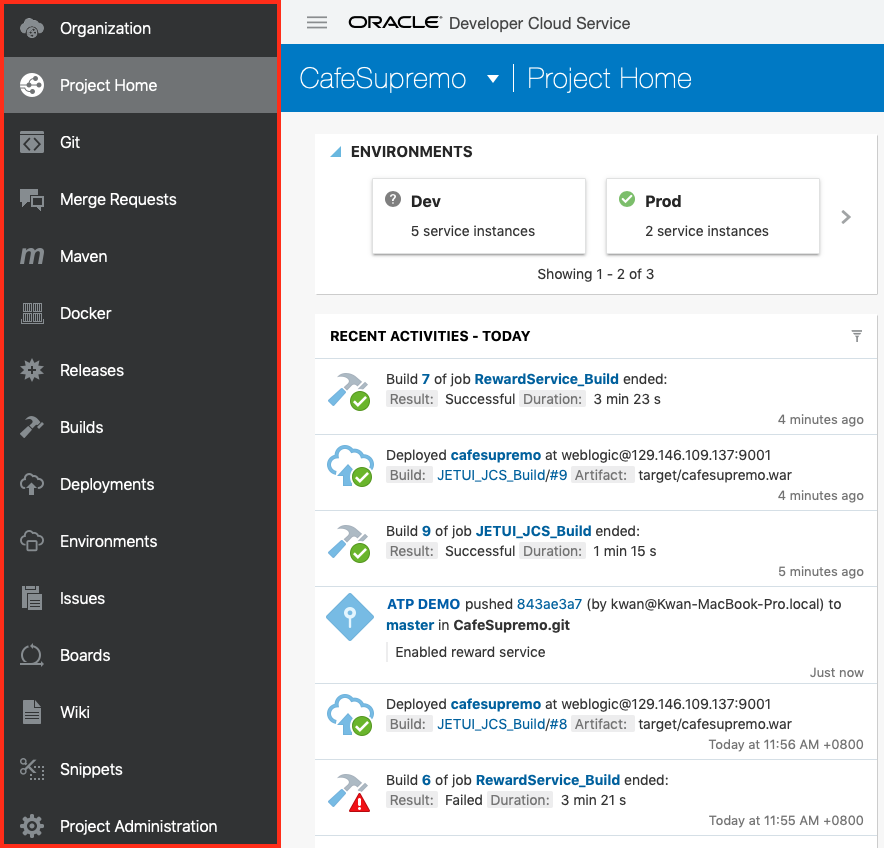 Organization
Project Home
Git
Merge Requests
Maven
Docker
Releases
Builds
Deployments
Environments
Issues
Boards
Wiki
Snippets
Project Administration
ORACLE Developer Cloud Service
CafeSupremo Project Home
ENVIRONMENTS
Dev
5 service instances
Prod
2 service instances
Showing 1 - 2 of 3
RECENT ACTIVITIES - TODAY
Build 7 of job RewardService_Build ended:
Result: Successful Duration: 3 min 23 s
4 minutes ago
Deployed cafesupremo at weblogic@129.146.109.137:9001
Build: JETUI_JCS_Build/#9 Artifact: target/cafesupremo.war
4 minutes ago
Build 9 of job JETUI_JCS_Build ended:
Result: Successful Duration: 1 min 15 s
5 minutes ago
ATP DEMO pushed 843ae3a7 (by kwan@Kwan-MacBook-Pro.local) to
master in CafeSupremo.git
Enabled reward service
Just now
Deployed cafesupremo at weblogic@129.146.109.137:9001
Build: JETUI_JCS_Build/#8 Artifact: target/cafesupremo.war
Today at 11:56 AM +0800
Build 6 of job RewardService_Build ended:
Result: Failed Duration: 3 min 21 s
Today at 11:55 AM +0800